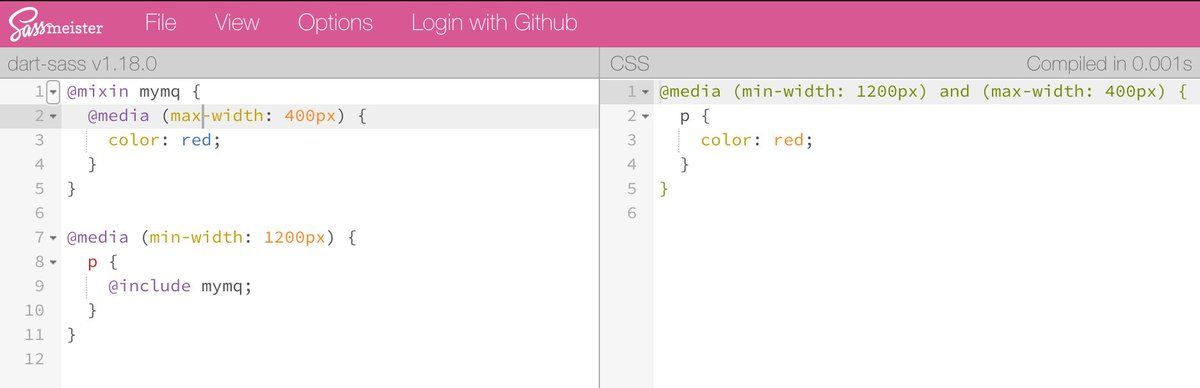 Sassmeister File View Options Login with Github
dart-sass v1.18.0
1 @mixin mymq {
2 @media (max-width: 400px) {
3 color: red;
4 }
5 }
6
7 @media (min-width: 1200px) {
8 p {
9 @include mymq;
10 }
11 }
12
CSS Compiled in 0.001s
1 @media (min-width: 1200px) and (max-width: 400px) {
2 p {
3 color: red;
4 }
5 }
6